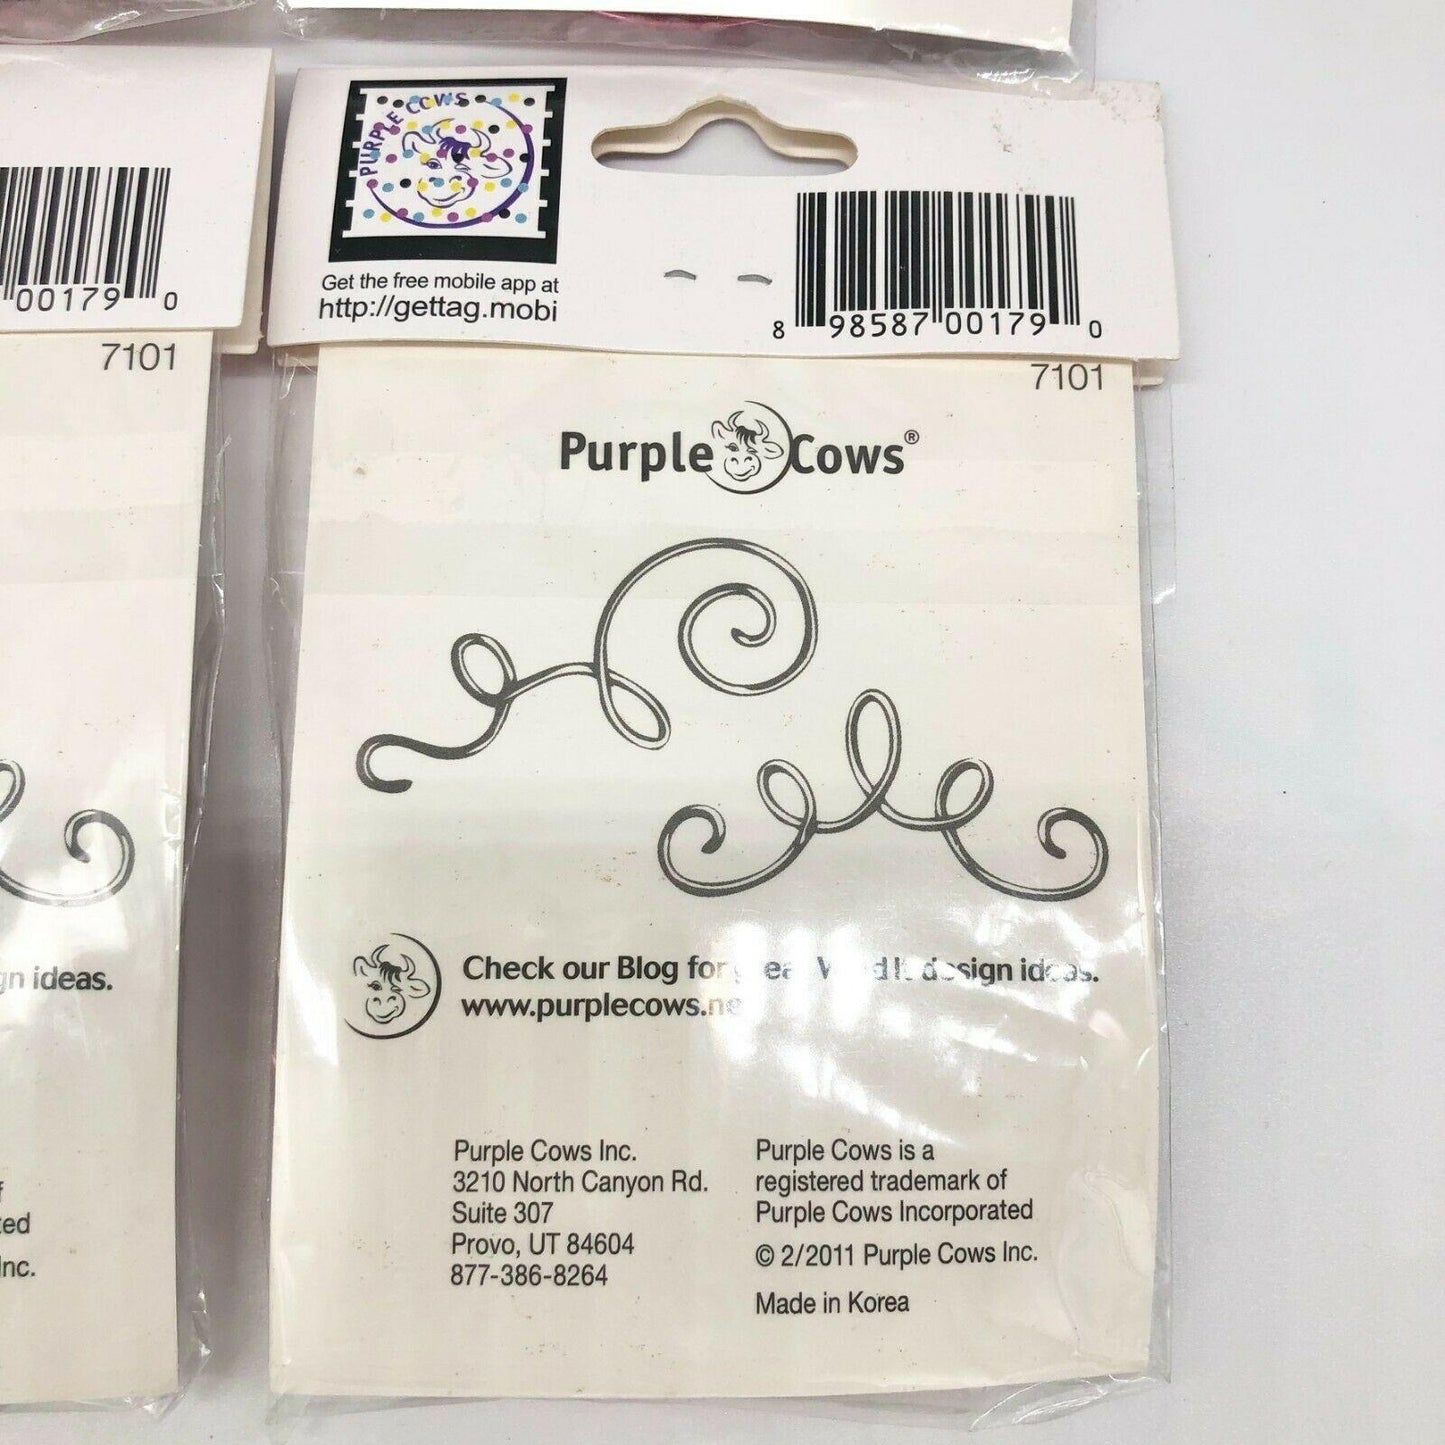 PURPLE COWS
Get the free mobile app at
http://gettag.mobi
8 98587 00179 0
7101
Purple Cows®
Check our Blog for design ideas.
www.purplecows.ne
Purple Cows Inc.
3210 North Canyon Rd.
Suite 307
Provo, UT 84604
877-386-8264
Purple Cows is a
registered trademark of
Purple Cows Incorporated
© 2/2011 Purple Cows Inc.
Made in Korea
00179 0
7101
gn ideas.
f
ted
Inc.